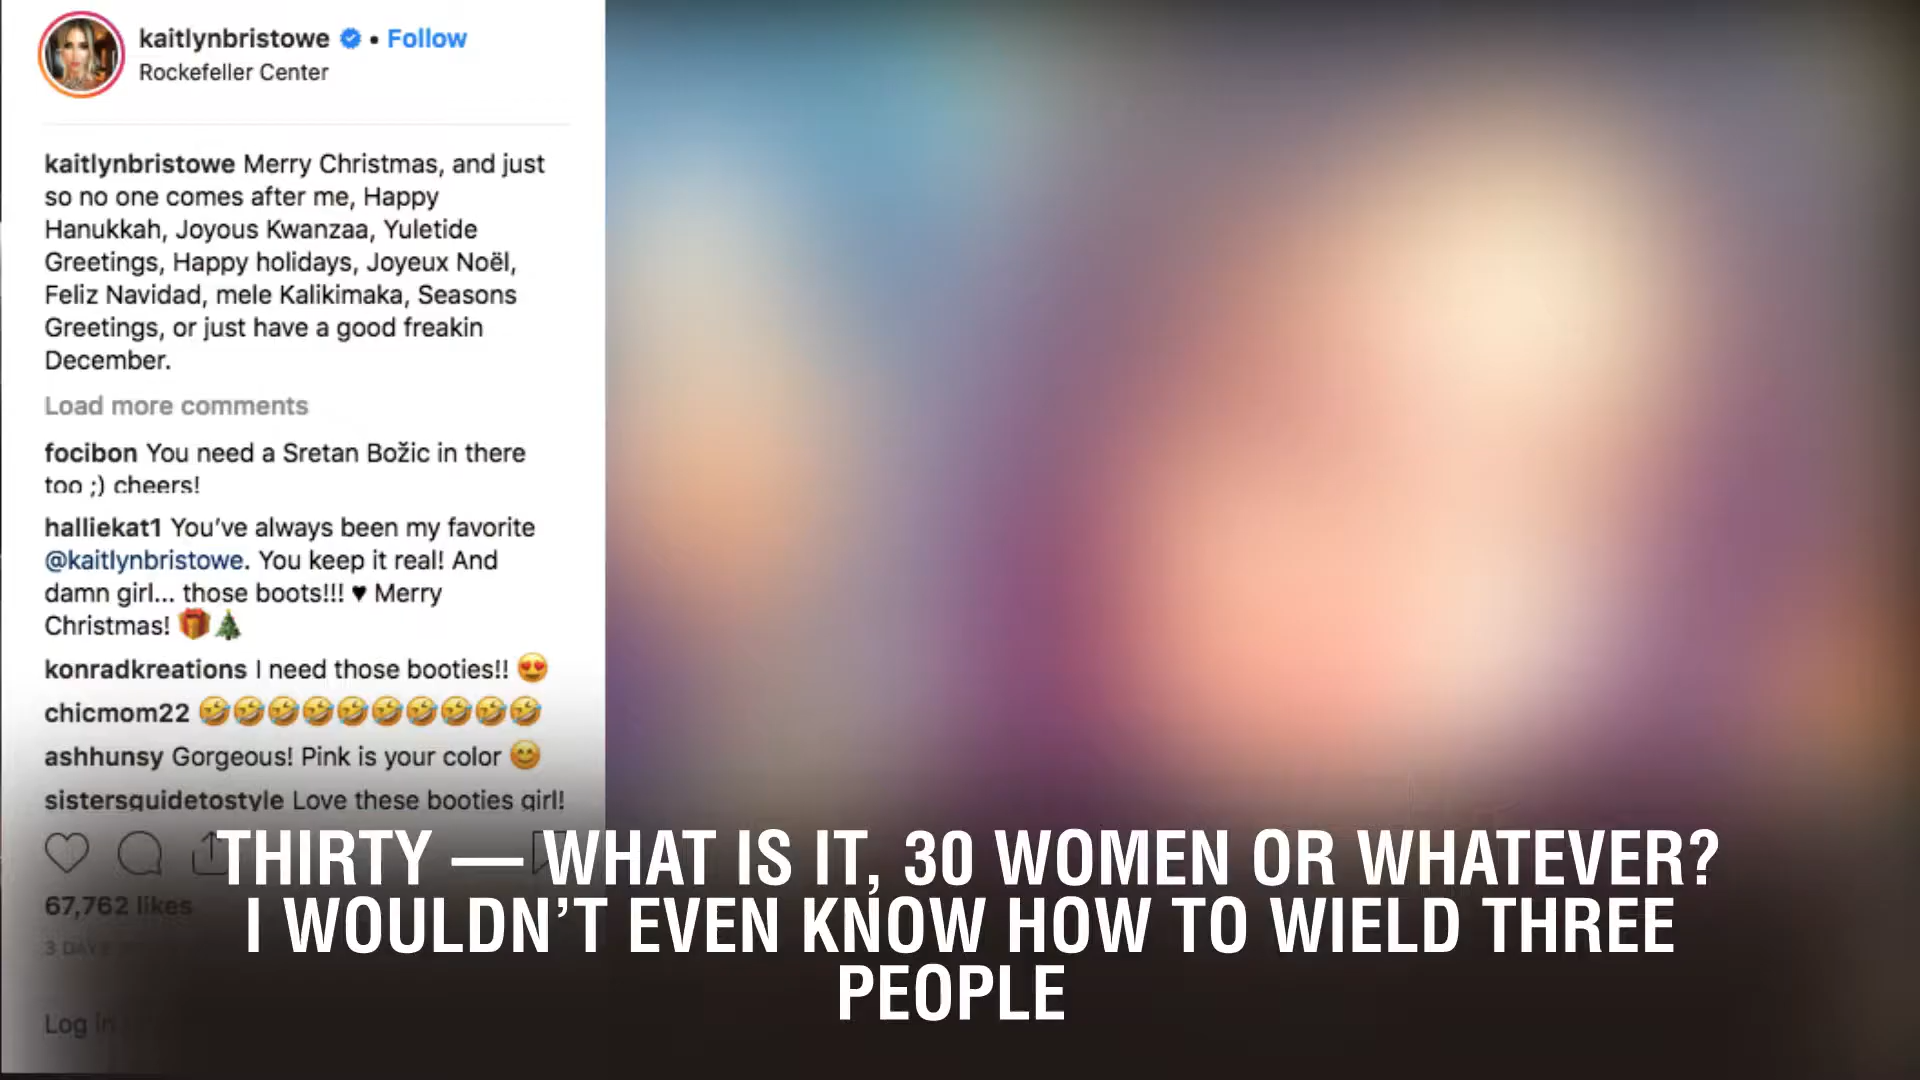 kaitlynbristowe • Follow
Rockefeller Center
kaitlynbristowe Merry Christmas, and just
so no one comes after me, Happy
Hanukkah, Joyous Kwanzaa, Yuletide
Greetings, Happy holidays, Joyeux Noël,
Feliz Navidad, mele Kalikimaka, Seasons
Greetings, or just have a good freakin
December.
Load more comments
focibon You need a Sretan Božic in there
too ;) cheers!
halliekat1 You've always been my favorite
@kaitlynbristowe. You keep it real! And
damn girl... those boots!!! ♥ Merry
Christmas! 🎁🎄
konradkreations I need those booties!! 😍
chicmom22 🤣🤣🤣🤣🤣🤣🤣🤣🤣🤣
ashhunsy Gorgeous! Pink is your color 😊
sistersguidetostyle Love these booties girl!
67,762 likes
3 DAYS
Log in
THIRTY — WHAT IS IT, 30 WOMEN OR WHATEVER?
I WOULDN'T EVEN KNOW HOW TO WIELD THREE
PEOPLE